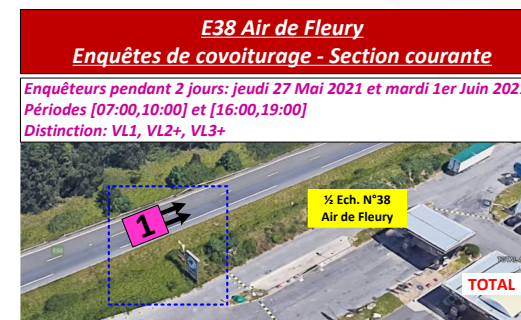 E38 Air de Fleury
Enquêtes de covoiturage - Section courante
Enquêteurs pendant 2 jours: jeudi 27 Mai 2021 et mardi 1er Juin 202
Périodes [07:00,10:00] et [16:00,19:00]
Distinction: VL1, VL2+, VL3+
½ Ech. N°38
Air de Fleury
1
TOTAL